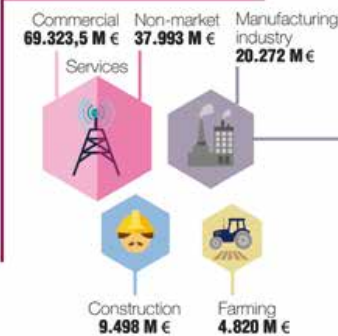 Commercial Non-market Manufacturing
69.323,5 M € 37.993 M € industry
20.272 M €
Services
Construction Farming
9.498 M € 4.820 M €